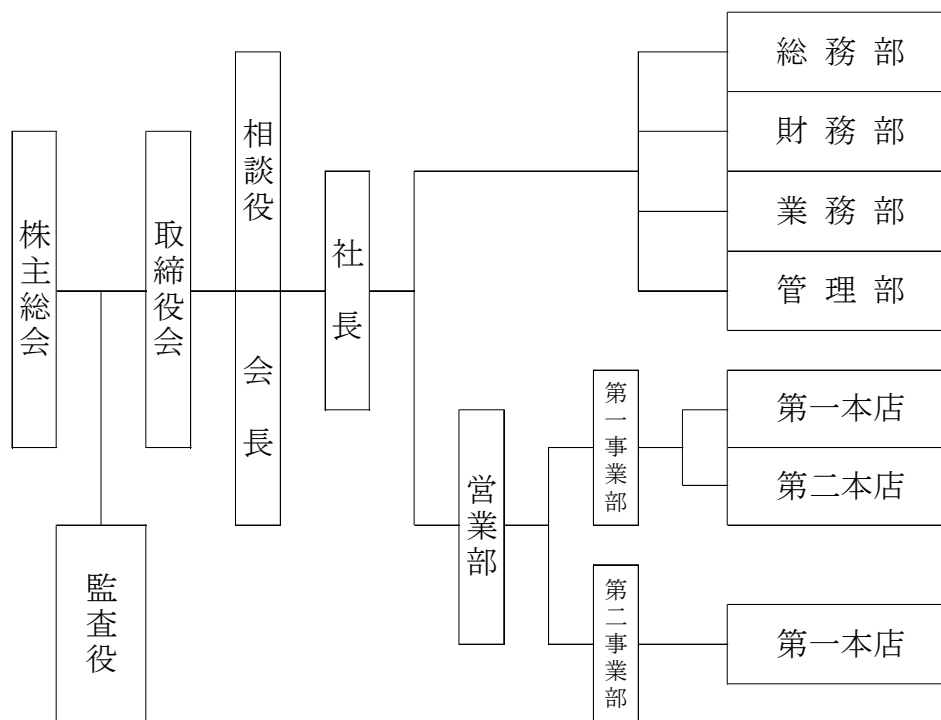 株主総会
監査役
取締役会
相談役
会長
社長
総務部
財務部
業務部
管理部
営業部
第一事業部
第一本店
第二本店
第二事業部
第一本店